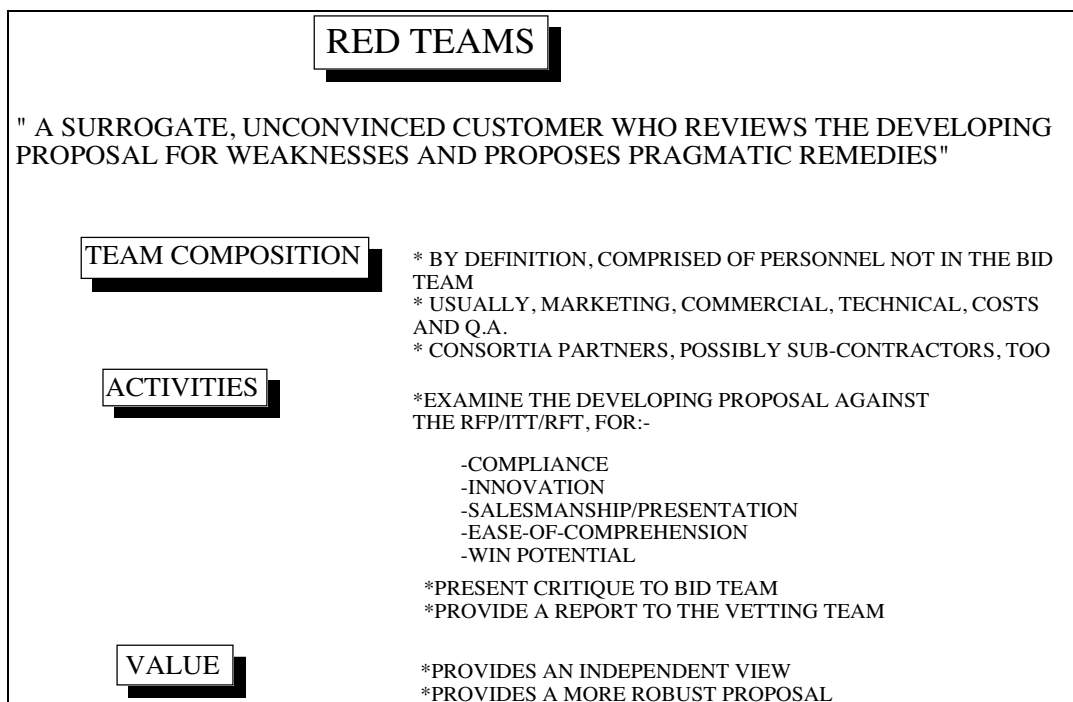 RED TEAMS
" A SURROGATE, UNCONVINCED CUSTOMER WHO REVIEWS THE DEVELOPING
PROPOSAL FOR WEAKNESSES AND PROPOSES PRAGMATIC REMEDIES"
TEAM COMPOSITION
* BY DEFINITION, COMPRISED OF PERSONNEL NOT IN THE BID
TEAM
* USUALLY, MARKETING, COMMERCIAL, TECHNICAL, COSTS
AND Q.A.
* CONSORTIA PARTNERS, POSSIBLY SUB-CONTRACTORS, TOO
ACTIVITIES
*EXAMINE THE DEVELOPING PROPOSAL AGAINST
THE RFP/ITT/RFT, FOR:-
-COMPLIANCE
-INNOVATION
-SALESMANSHIP/PRESENTATION
-EASE-OF-COMPREHENSION
-WIN POTENTIAL
*PRESENT CRITIQUE TO BID TEAM
*PROVIDE A REPORT TO THE VETTING TEAM
VALUE
*PROVIDES AN INDEPENDENT VIEW
*PROVIDES A MORE ROBUST PROPOSAL